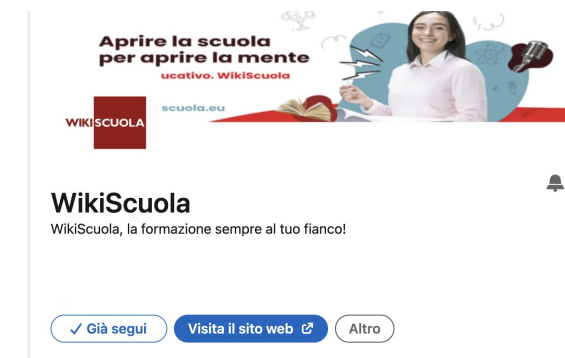 Aprire la scuola
per aprire la mente
ucativo. WikiScuola
scuola.eu
WIKISCUOLA
WikiScuola
WikiScuola, la formazione sempre al tuo fianco!
Già segui
Visita il sito web
Altro